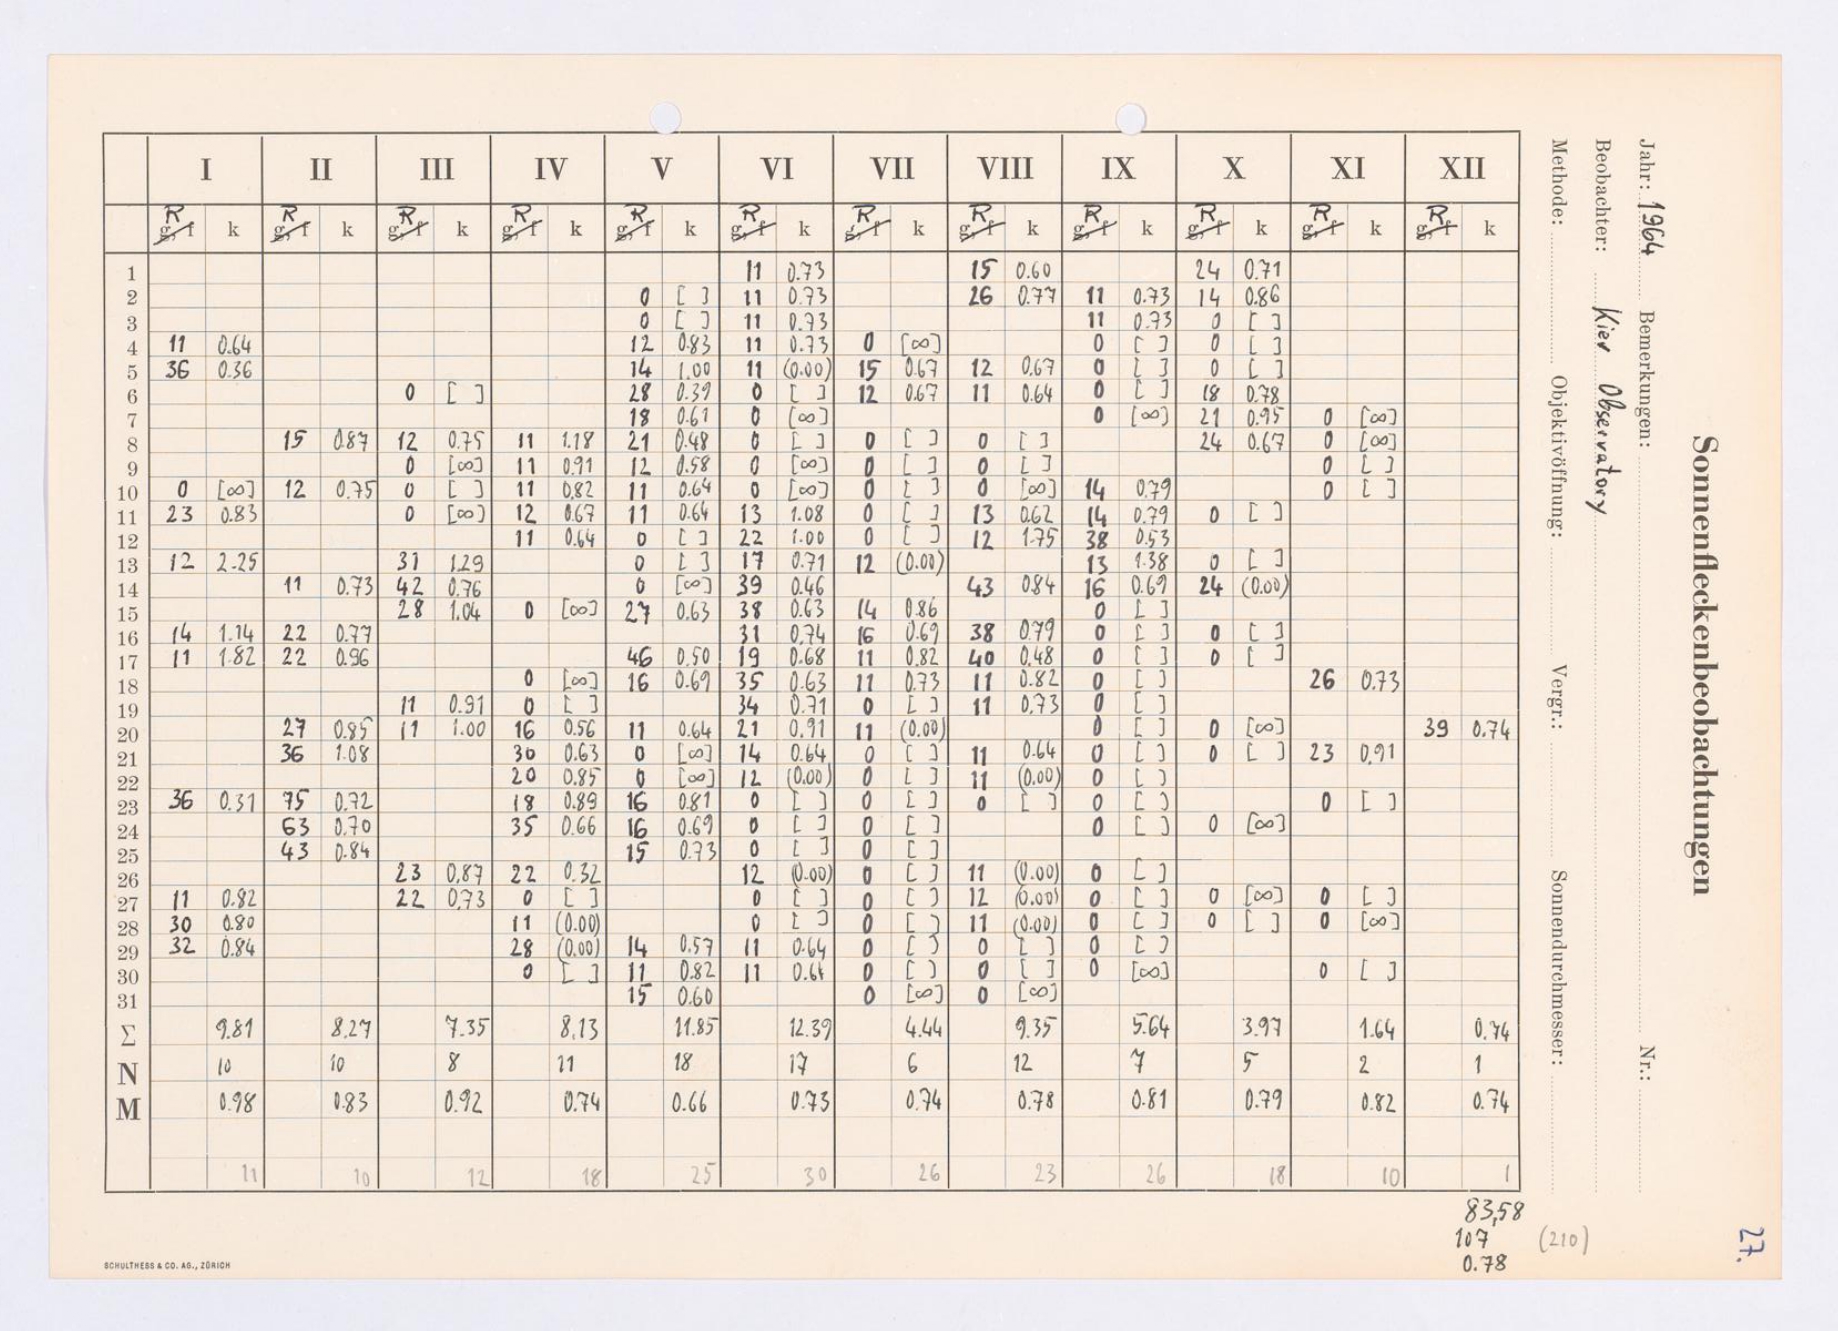 I II III IV V VI VII VIII IX X XI XII
R g, f k R g, f k R g, f k R g, f k R g, f k R g, f k R g, f k R g, f k R g, f k R g, f k R g, f k R g, f k
1 11 0.73 15 0.60 24 0.71
2 0 [ ] 11 0.73 26 0.77 11 0.73 14 0.86
3 0 [ ] 11 0.73 11 0.73 0 [ ]
4 11 0.64 12 0.83 11 0.73 0 [∞] 0 [ ] 0 [ ]
5 36 0.36 14 1.00 11 (0.00) 15 0.67 12 0.67 0 [ ] 0 [ ]
6 0 [ ] 28 0.39 0 [ ] 12 0.67 11 0.64 0 [ ] 18 0.78
7 18 0.61 0 [∞] 0 [∞] 21 0.95 0 [∞]
8 15 0.87 12 0.75 11 1.18 21 0.48 0 [ ] 0 [ ] 0 [ ] 24 0.67 0 [∞]
9 0 [∞] 11 0.91 12 0.58 0 [∞] 0 [ ] 0 [ ] 0 [ ]
10 0 [∞] 12 0.75 0 [ ] 11 0.82 11 0.64 0 [∞] 0 [ ] 0 [∞] 14 0.79 0 [ ]
11 23 0.83 0 [∞] 12 0.67 11 0.64 13 1.08 0 [ ] 13 0.62 14 0.79 0 [ ]
12 11 0.64 0 [ ] 22 1.00 0 [ ] 12 1.75 38 0.53
13 12 2.25 31 1.29 0 [ ] 17 0.71 12 (0.00) 13 1.38 0 [ ]
14 11 0.73 42 0.76 0 [∞] 39 0.46 43 0.84 16 0.69 24 (0.00)
15 28 1.04 0 [∞] 27 0.63 38 0.63 14 0.86 0 [ ]
16 14 1.14 22 0.77 31 0.74 16 0.69 38 0.79 0 [ ] 0 [ ]
17 11 1.82 22 0.96 46 0.50 19 0.68 11 0.82 40 0.48 0 [ ] 0 [ ]
18 0 [∞] 16 0.69 35 0.63 11 0.73 11 0.82 0 [ ] 26 0.73
19 11 0.91 0 [ ] 34 0.71 0 [ ] 11 0.73 0 [ ]
20 27 0.85 11 1.00 16 0.56 11 0.64 21 0.91 11 (0.00) 0 [ ] 0 [∞] 39 0.74
21 36 1.08 30 0.63 0 [∞] 14 0.64 0 [ ] 11 0.64 0 [ ] 0 [ ] 23 0.91
22 20 0.85 0 [∞] 12 (0.00) 0 [ ] 11 (0.00) 0 [ ]
23 36 0.31 75 0.72 18 0.89 16 0.81 0 [ ] 0 [ ] 0 [ ] 0 [ ] 0 [ ]
24 63 0.70 35 0.66 16 0.69 0 [ ] 0 [ ] 0 [ ] 0 [∞]
25 43 0.84 15 0.73 0 [ ] 0 [ ]
26 23 0.87 22 0.32 12 (0.00) 0 [ ] 11 (0.00) 0 [ ]
27 11 0.82 22 0.73 0 [ ] 0 [ ] 0 [ ] 12 (0.00) 0 [ ] 0 [∞] 0 [ ]
28 30 0.80 11 (0.00) 0 [ ] 0 [ ] 11 (0.00) 0 [ ] 0 [ ] 0 [∞]
29 32 0.84 28 (0.00) 14 0.57 11 0.64 0 [ ] 0 [ ] 0 [ ]
30 0 [ ] 11 0.82 11 0.64 0 [ ] 0 [ ] 0 [∞] 0 [ ]
31 15 0.60 0 [∞] 0 [∞]
Σ 9.81 8.27 7.35 8.13 11.85 12.39 4.44 9.35 5.64 3.97 1.64 0.74
N 10 10 8 11 18 17 6 12 7 5 2 1
M 0.98 0.83 0.92 0.74 0.66 0.73 0.74 0.78 0.81 0.79 0.82 0.74
11 10 12 18 25 30 26 23 26 18 10 1
83,58
107 (210)
0.78
SCHULTHESS & CO. AG., ZÜRICH
Sonnenfleckenbeobachtungen
Jahr: 1964 Bemerkungen: Nr.:
Beobachter: Kiev Observatory
Methode: Objektivöffnung: Vergr.: Sonnendurchmesser:
27.